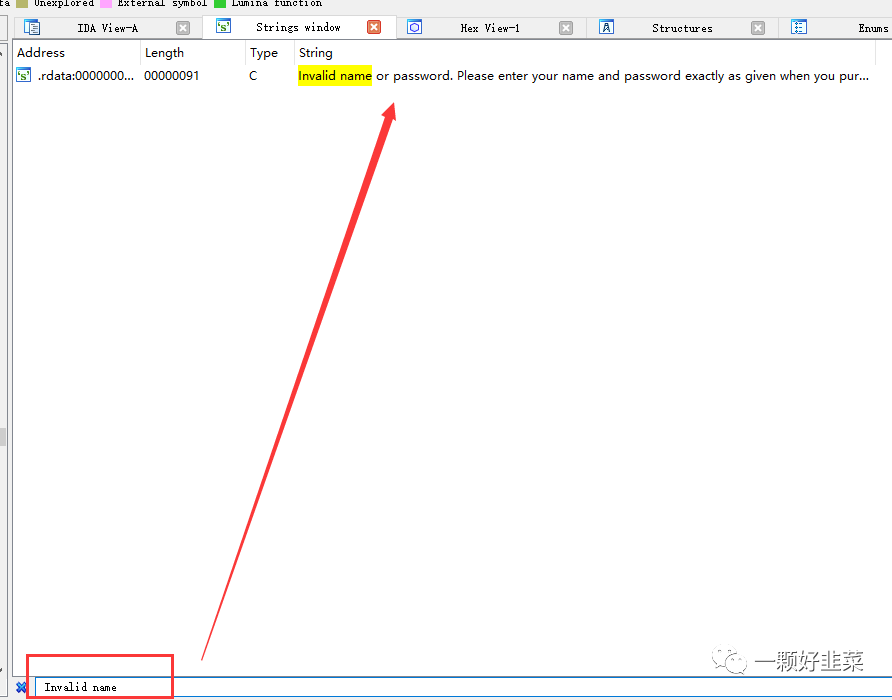 Unexplored External symbol Lumina function
IDA View-A Strings window Hex View-1 Structures Enums
Address Length Type String
.rdata:0000000... 00000091 C Invalid name or password. Please enter your name and password exactly as given when you pur...
一颗好韭菜
Invalid name